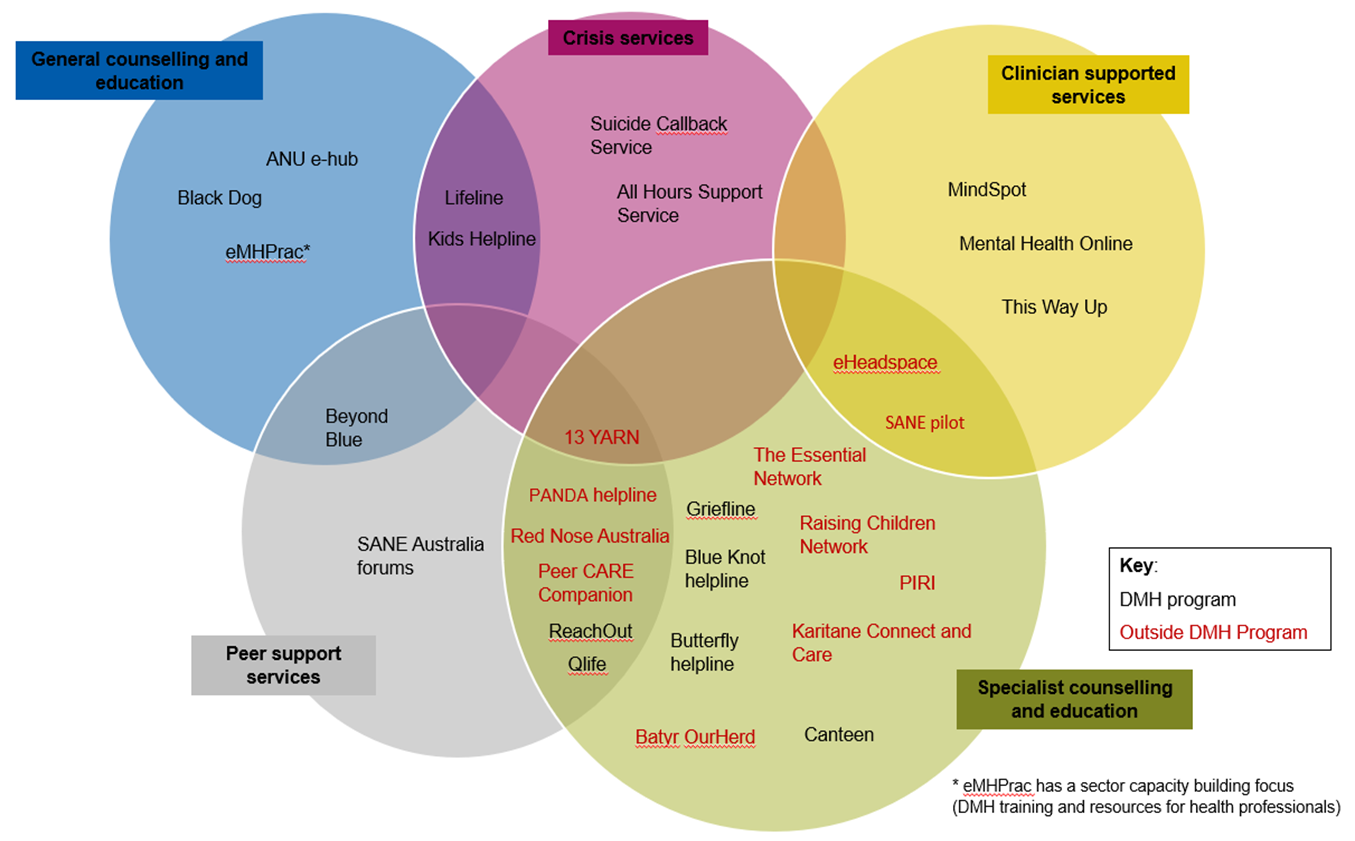 General counselling and
education
Crisis services
Clinician supported
services
ANU e-hub
Black Dog
eMHPrac*
Lifeline
Kids Helpline
Suicide Callback
Service
All Hours Support
Service
MindSpot
Mental Health Online
This Way Up
eHeadspace
SANE pilot
Beyond
Blue
13 YARN
PANDA helpline
Red Nose Australia
Peer CARE
Companion
ReachOut
Qlife
SANE Australia
forums
Peer support
services
The Essential
Network
Griefline
Raising Children
Network
Blue Knot
helpline
PIRI
Butterfly
helpline
Karitane Connect and
Care
Batyr OurHerd
Canteen
Specialist counselling
and education
Key:
DMH program
Outside DMH Program
* eMHPrac has a sector capacity building focus
(DMH training and resources for health professionals)